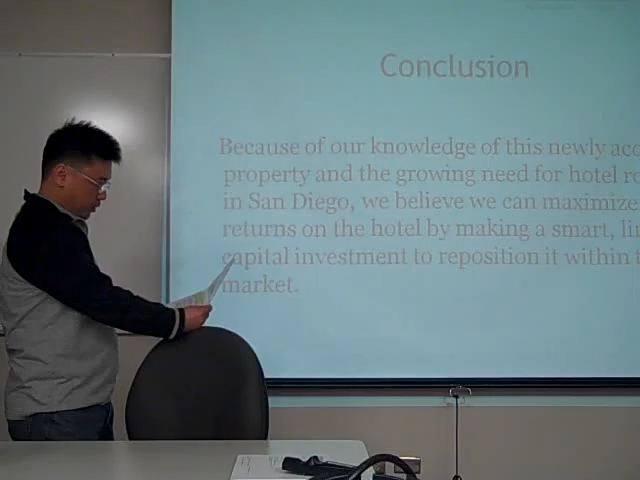 Conclusion
Because of our knowledge of this newly
property and the growing need for hotel
in San Diego, we believe we can maximize
returns on the hotel by making a smart,
capital investment to reposition it within
market.